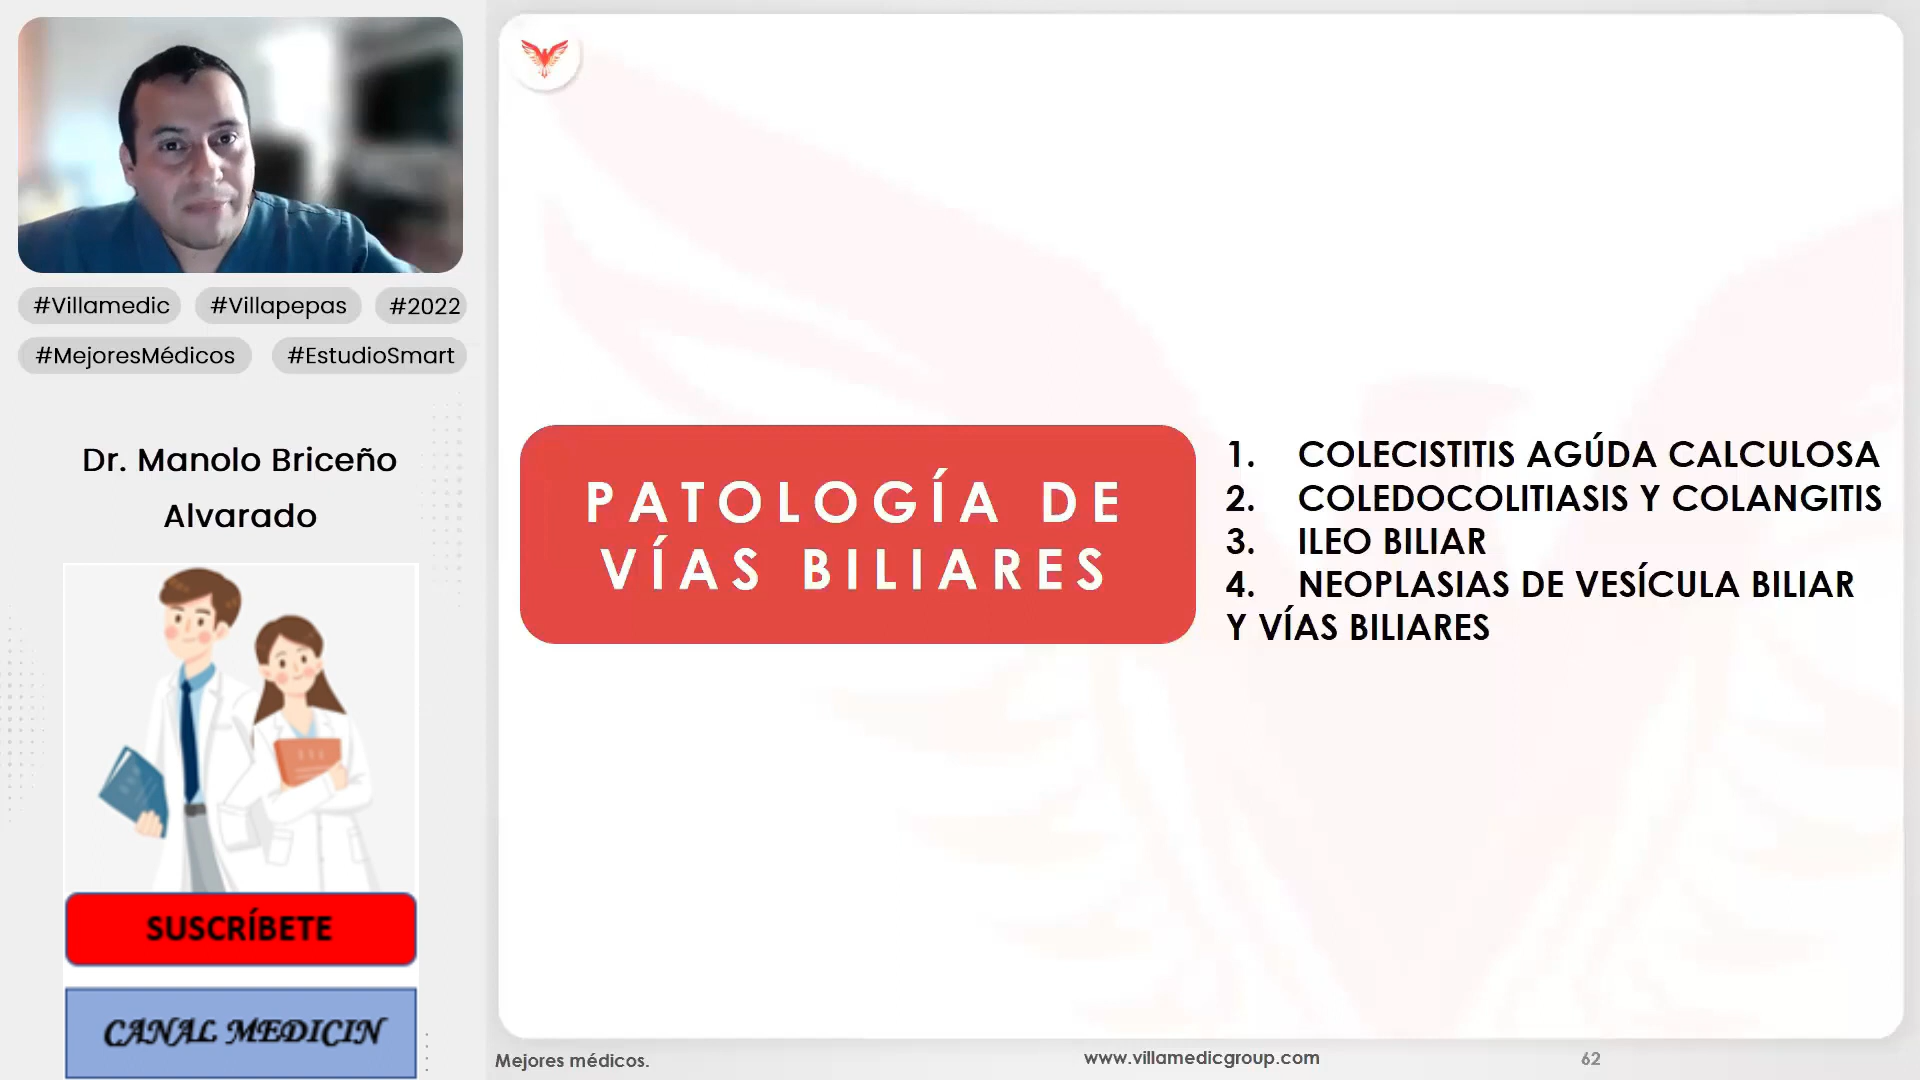 #Villamedic #Villapepas #2022
#MejoresMédicos #EstudioSmart
Dr. Manolo Briceño
Alvarado
SUSCRÍBETE
CANAL MEDICIN
PATOLOGÍA DE
VÍAS BILIARES
1. COLECISTITIS AGÚDA CALCULOSA
2. COLEDOCOLITIASIS Y COLANGITIS
3. ILEO BILIAR
4. NEOPLASIAS DE VESÍCULA BILIAR
Y VÍAS BILIARES
Mejores médicos.
www.villamedicgroup.com
62